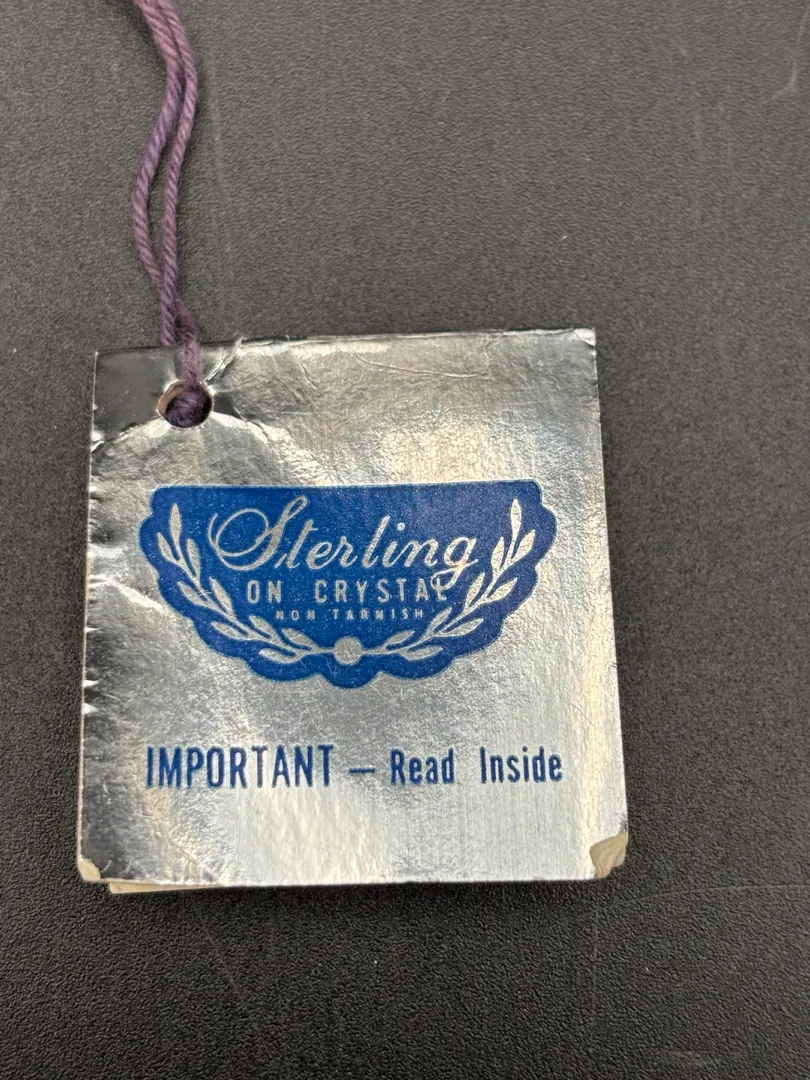 Sterling
ON CRYSTAL
NON TARNISH
IMPORTANT — Read Inside